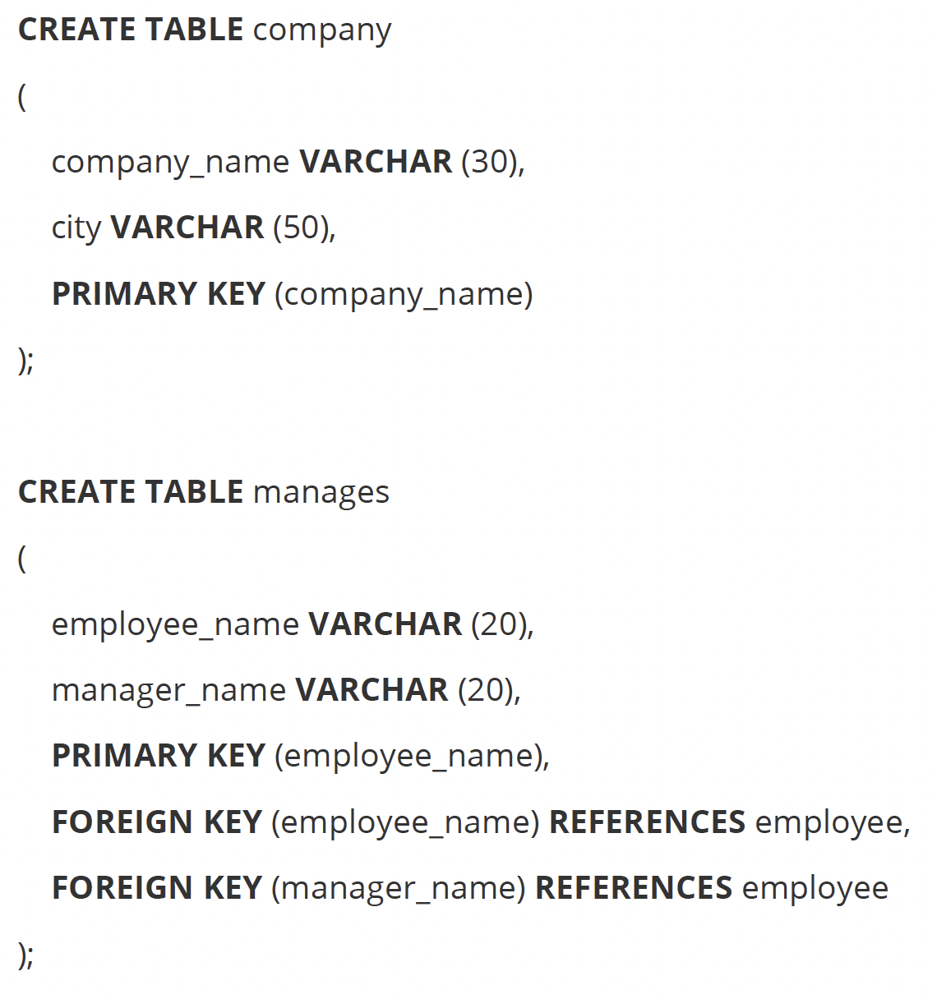 CREATE TABLE company
(
company_name VARCHAR (30),
city VARCHAR (50),
PRIMARY KEY (company_name)
);
CREATE TABLE manages
(
employee_name VARCHAR (20),
manager_name VARCHAR (20),
PRIMARY KEY (employee_name),
FOREIGN KEY (employee_name) REFERENCES employee,
FOREIGN KEY (manager_name) REFERENCES employee
);